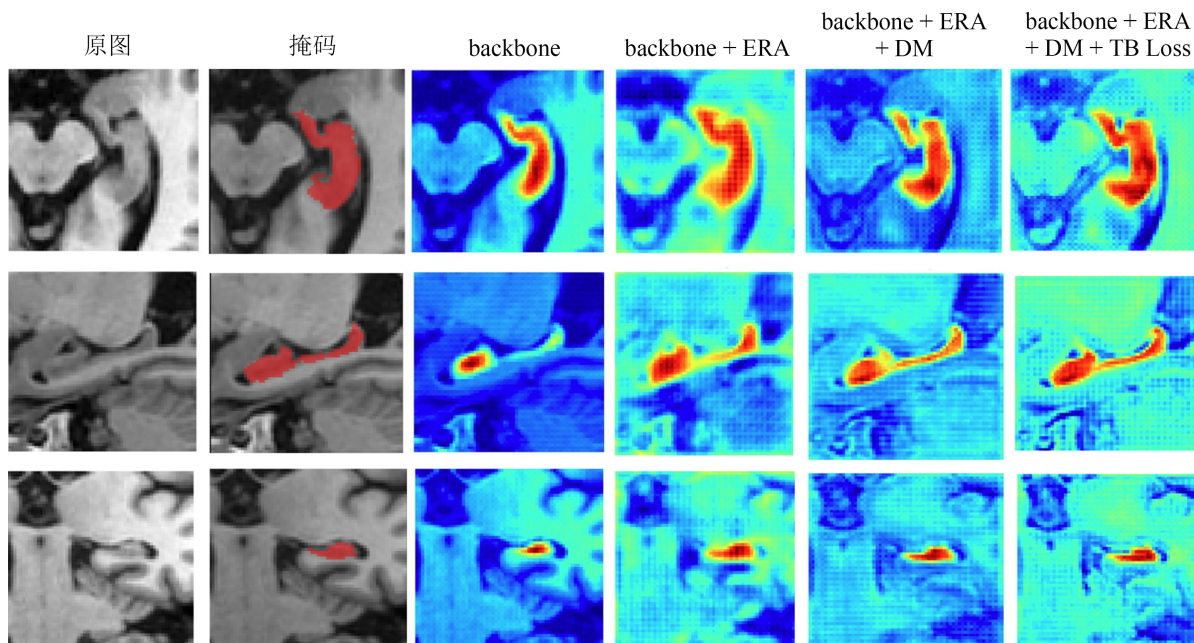 原图
掩码
backbone
backbone + ERA
backbone + ERA
+ DM
backbone + ERA
+ DM + TB Loss